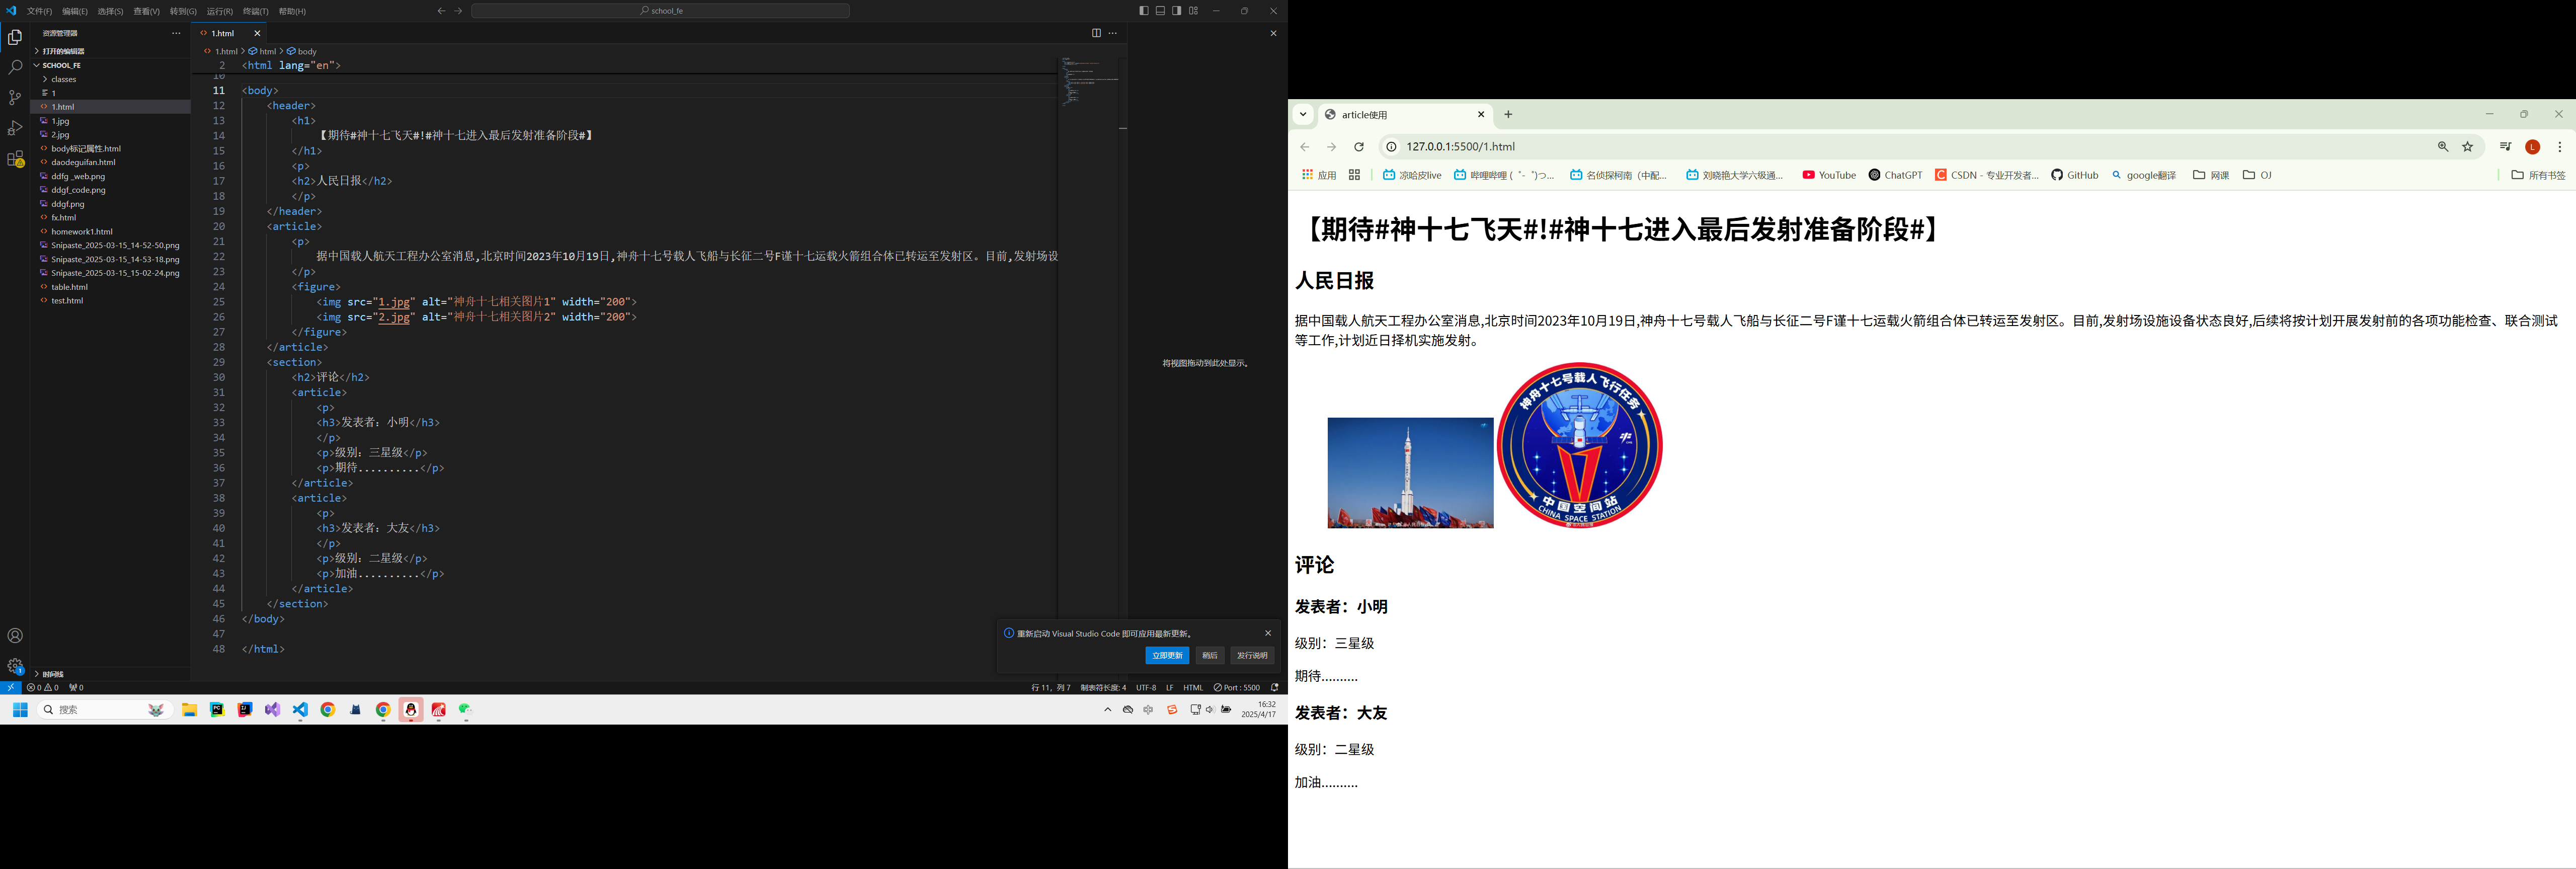 文件(F) 编辑(E) 选择(S) 查看(V) 转到(G) 运行(R) 终端(T) 帮助(H)
school_fe
资源管理器
打开的编辑器
SCHOOL_FE
classes
1
1.html
1.jpg
2.jpg
body标记属性.html
daodeguifan.html
ddfg _web.png
ddgf_code.png
ddgf.png
fx.html
homework1.html
Snipaste_2025-03-15_14-52-50.png
Snipaste_2025-03-15_14-53-18.png
Snipaste_2025-03-15_15-02-24.png
table.html
test.html
时间线
1.html
1.html > html > body
2 <html lang="en">
10
11 <body>
12 <header>
13 <h1>
14 【期待#神十七飞天#!#神十七进入最后发射准备阶段#】
15 </h1>
16 <p>
17 <h2>人民日报</h2>
18 </p>
19 </header>
20 <article>
21 <p>
22 据中国载人航天工程办公室消息,北京时间2023年10月19日,神舟十七号载人飞船与长征二号F谨十七运载火箭组合体已转运至发射区。目前,发射场设
23 </p>
24 <figure>
25 <img src="1.jpg" alt="神舟十七相关图片1" width="200">
26 <img src="2.jpg" alt="神舟十七相关图片2" width="200">
27 </figure>
28 </article>
29 <section>
30 <h2>评论</h2>
31 <article>
32 <p>
33 <h3>发表者：小明</h3>
34 </p>
35 <p>级别：三星级</p>
36 <p>期待..........</p>
37 </article>
38 <article>
39 <p>
40 <h3>发表者：大友</h3>
41 </p>
42 <p>级别：二星级</p>
43 <p>加油..........</p>
44 </article>
45 </section>
46 </body>
47
48 </html>
将视图拖动到此处显示。
重新启动 Visual Studio Code 即可应用最新更新。
立即更新 稍后 发行说明
0 0 0
行 11，列 7 制表符长度: 4 UTF-8 LF HTML Port : 5500
搜索
16:32
2025/4/17
article使用
127.0.0.1:5500/1.html
L
应用 凉哈皮live 哔哩哔哩 ( ゜- ゜)つ... 名侦探柯南（中配... 刘晓艳大学六级通... YouTube ChatGPT CSDN - 专业开发者... GitHub google翻译 网课 OJ 所有书签
【期待#神十七飞天#!#神十七进入最后发射准备阶段#】
人民日报
据中国载人航天工程办公室消息,北京时间2023年10月19日,神舟十七号载人飞船与长征二号F谨十七运载火箭组合体已转运至发射区。目前,发射场设施设备状态良好,后续将按计划开展发射前的各项功能检查、联合测试
等工作,计划近日择机实施发射。
神舟十七号载人飞行任务
中国空间站
CHINA SPACE STATION
评论
发表者：小明
级别：三星级
期待..........
发表者：大友
级别：二星级
加油..........